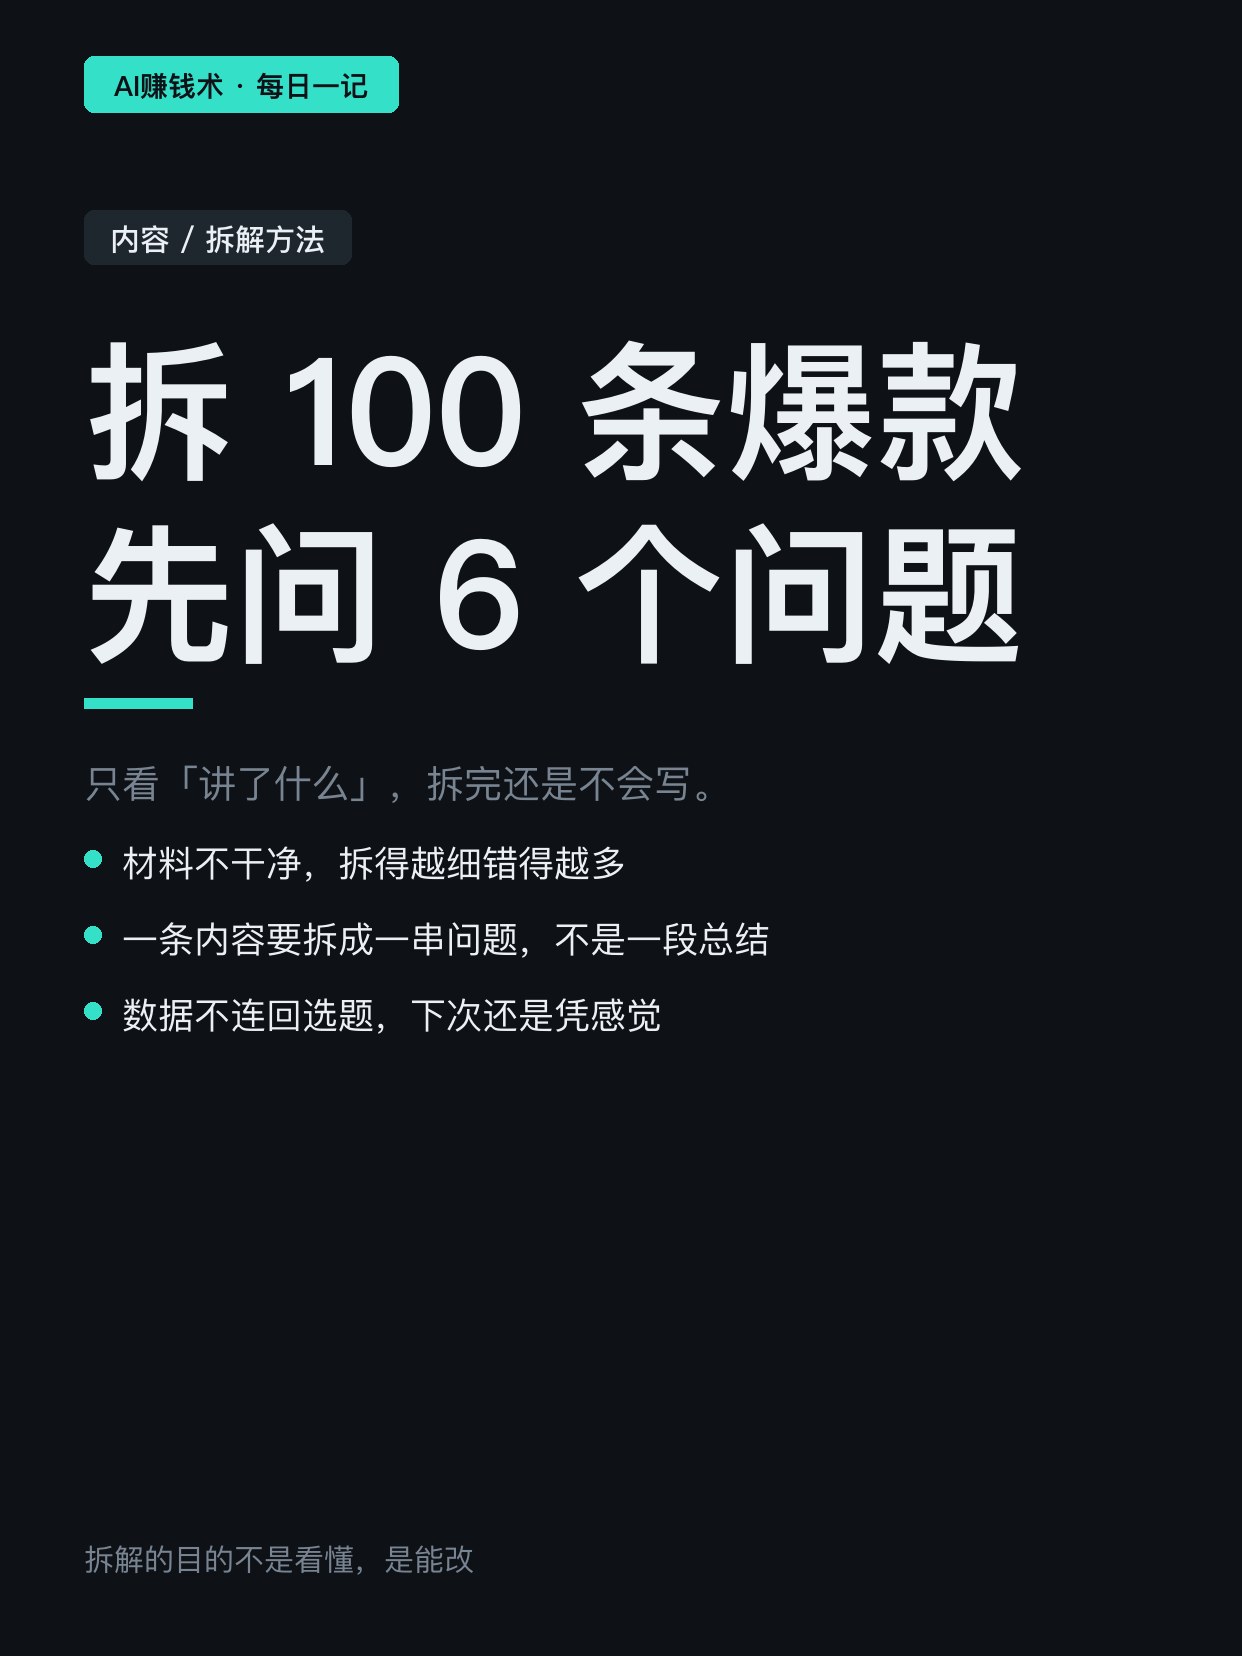 AI赚钱术 · 每日一记
内容 / 拆解方法
拆 100 条爆款
先问 6 个问题
只看「讲了什么」，拆完还是不会写。
材料不干净，拆得越细错得越多
一条内容要拆成一串问题，不是一段总结
数据不连回选题，下次还是凭感觉
拆解的目的不是看懂，是能改